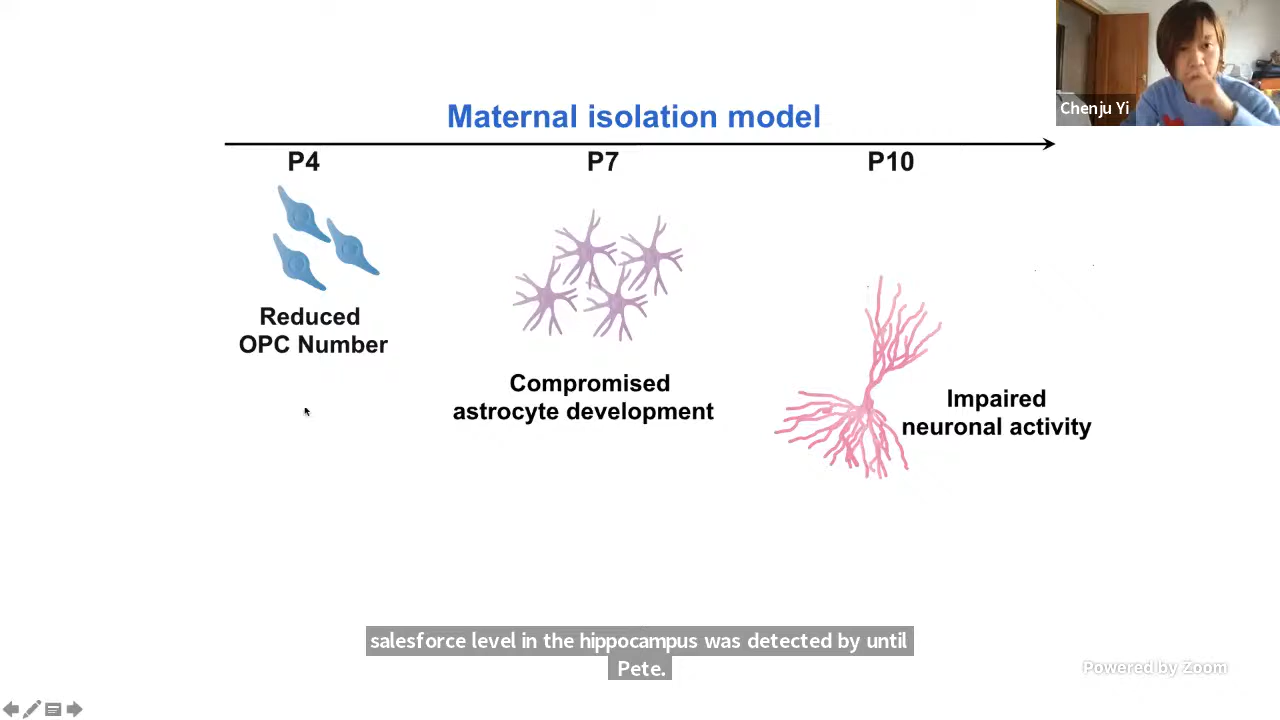 Chenju Yi
Maternal isolation model
P4
P7
P10
Reduced
OPC Number
Compromised
astrocyte development
Impaired
neuronal activity
salesforce level in the hippocampus was detected by until
Pete.
Powered by Zoom